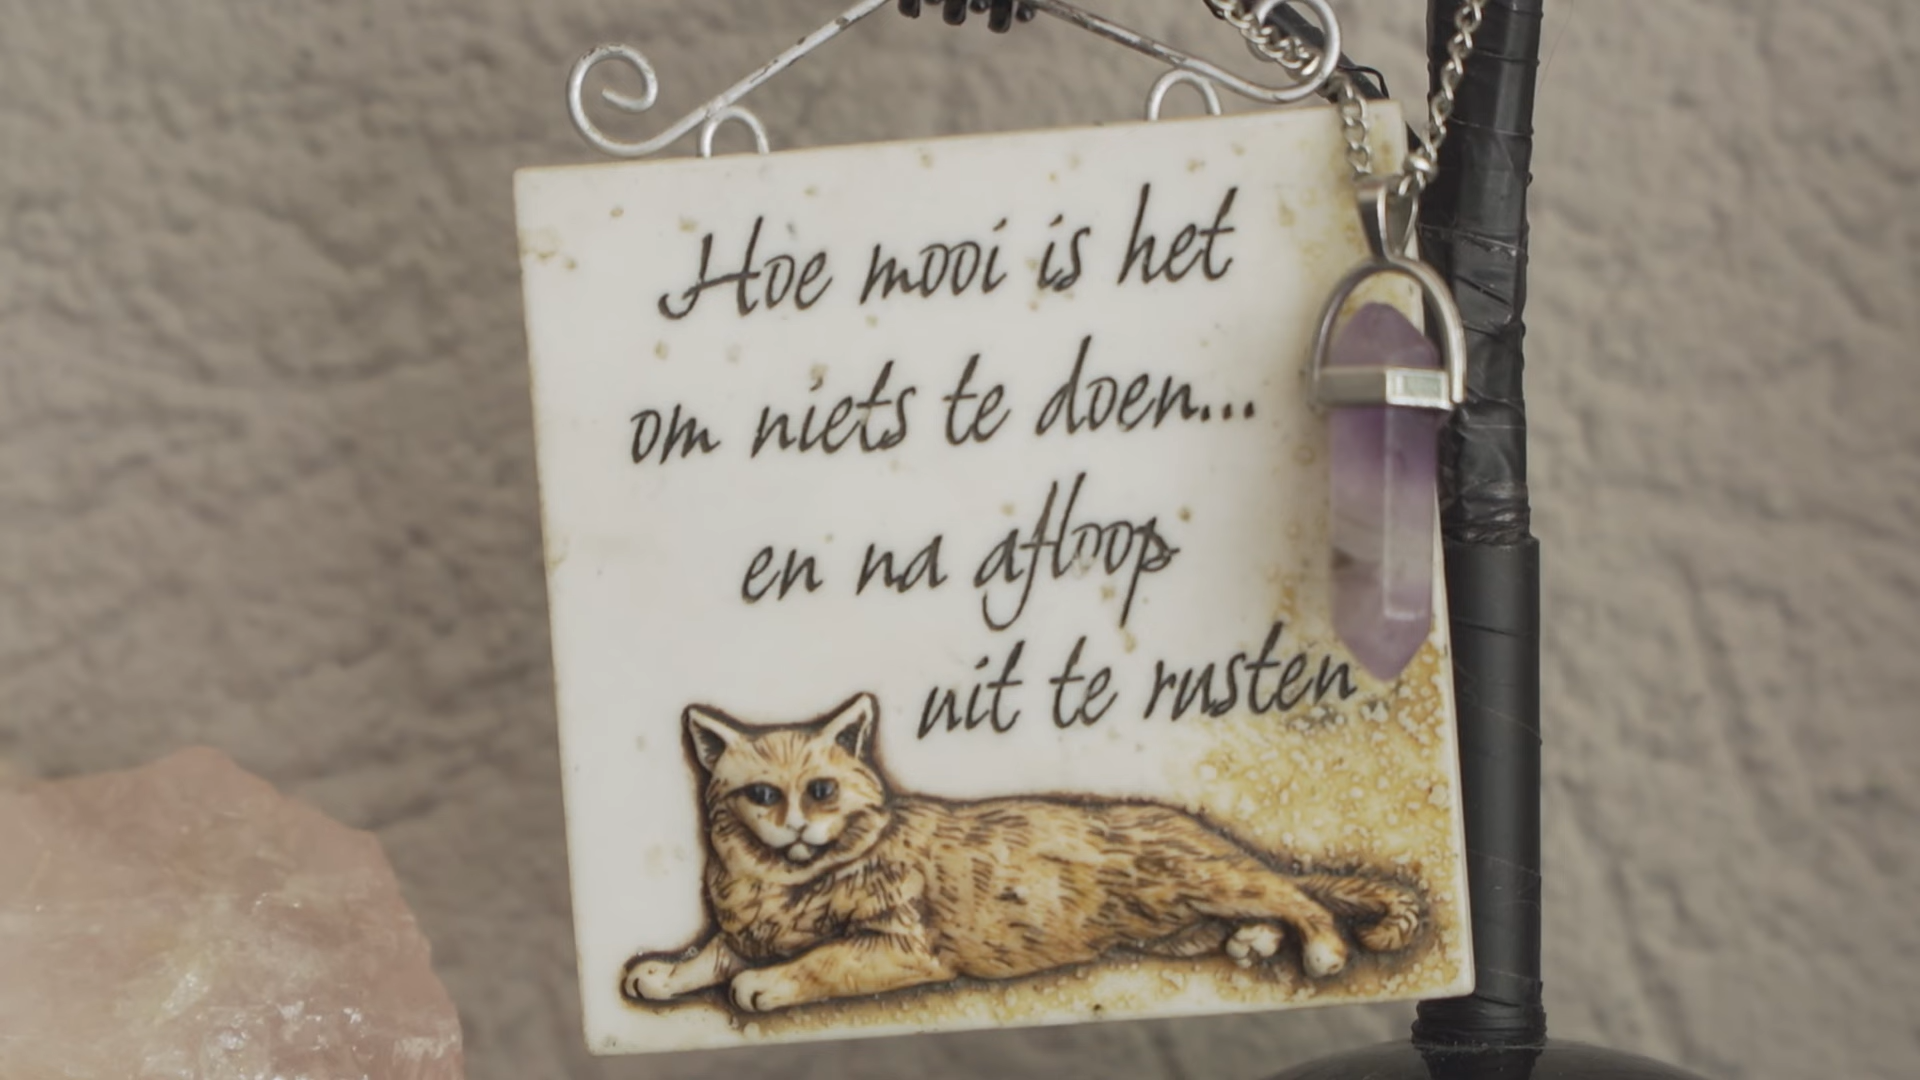 Hoe mooi is het
om niets te doen...
en na afloop
uit te rusten